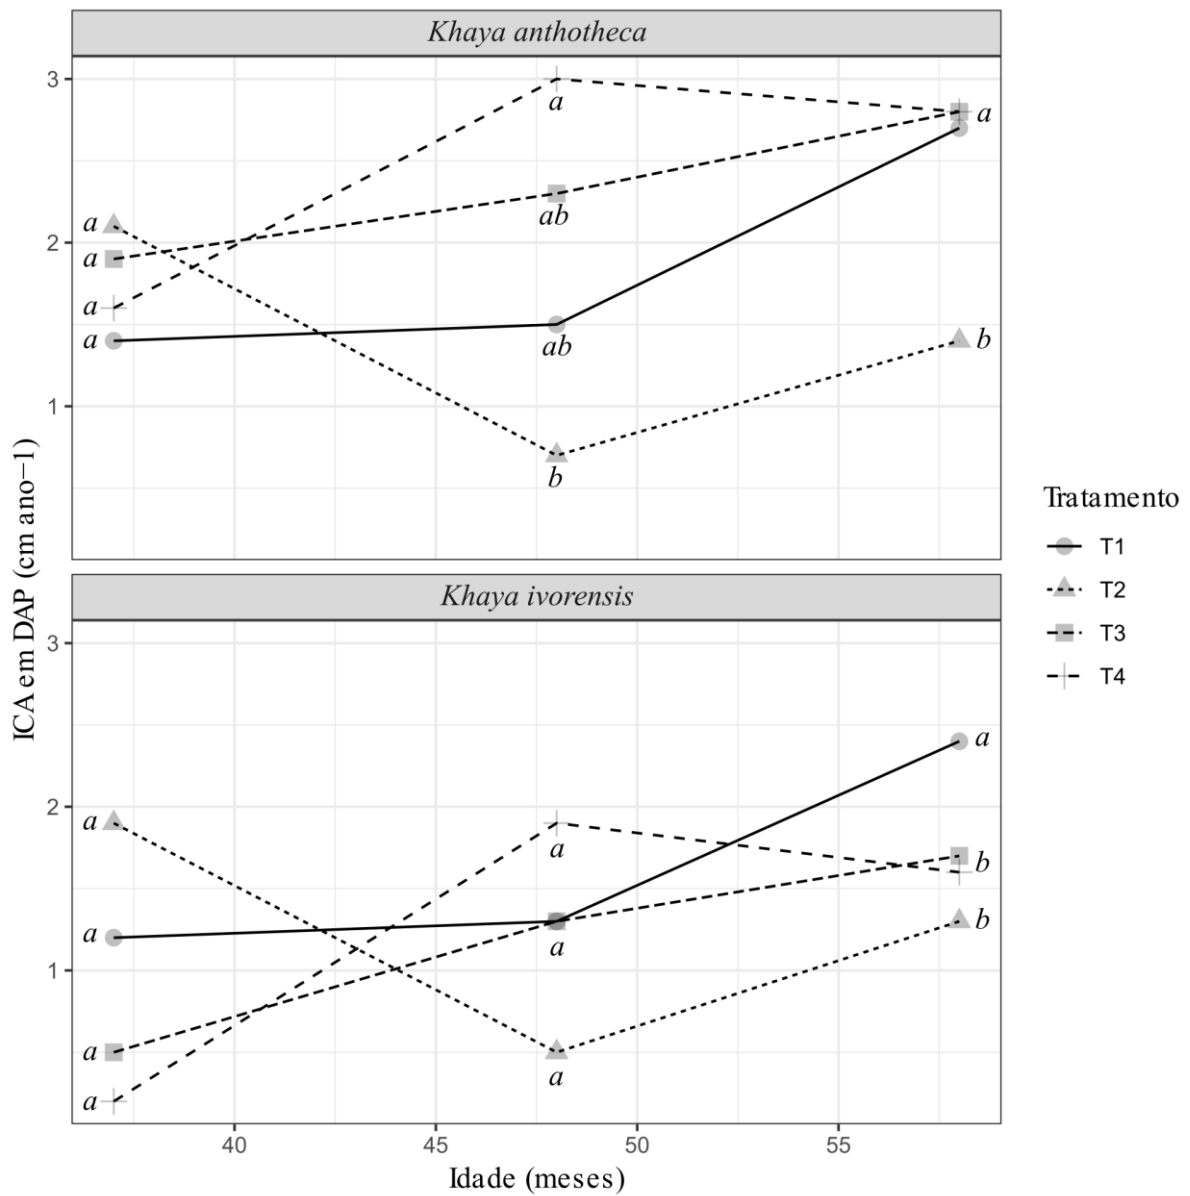 Khaya anthotheca
3
2
1
a
a
a
a
a
ab
ab
b
a
b
Khaya ivorensis
3
2
1
a
a
a
a
a
a
a
a
b
b
40 45 50 55
Idade (meses)
ICA em DAP (cm ano−1)
Tratamento
T1
T2
T3
T4